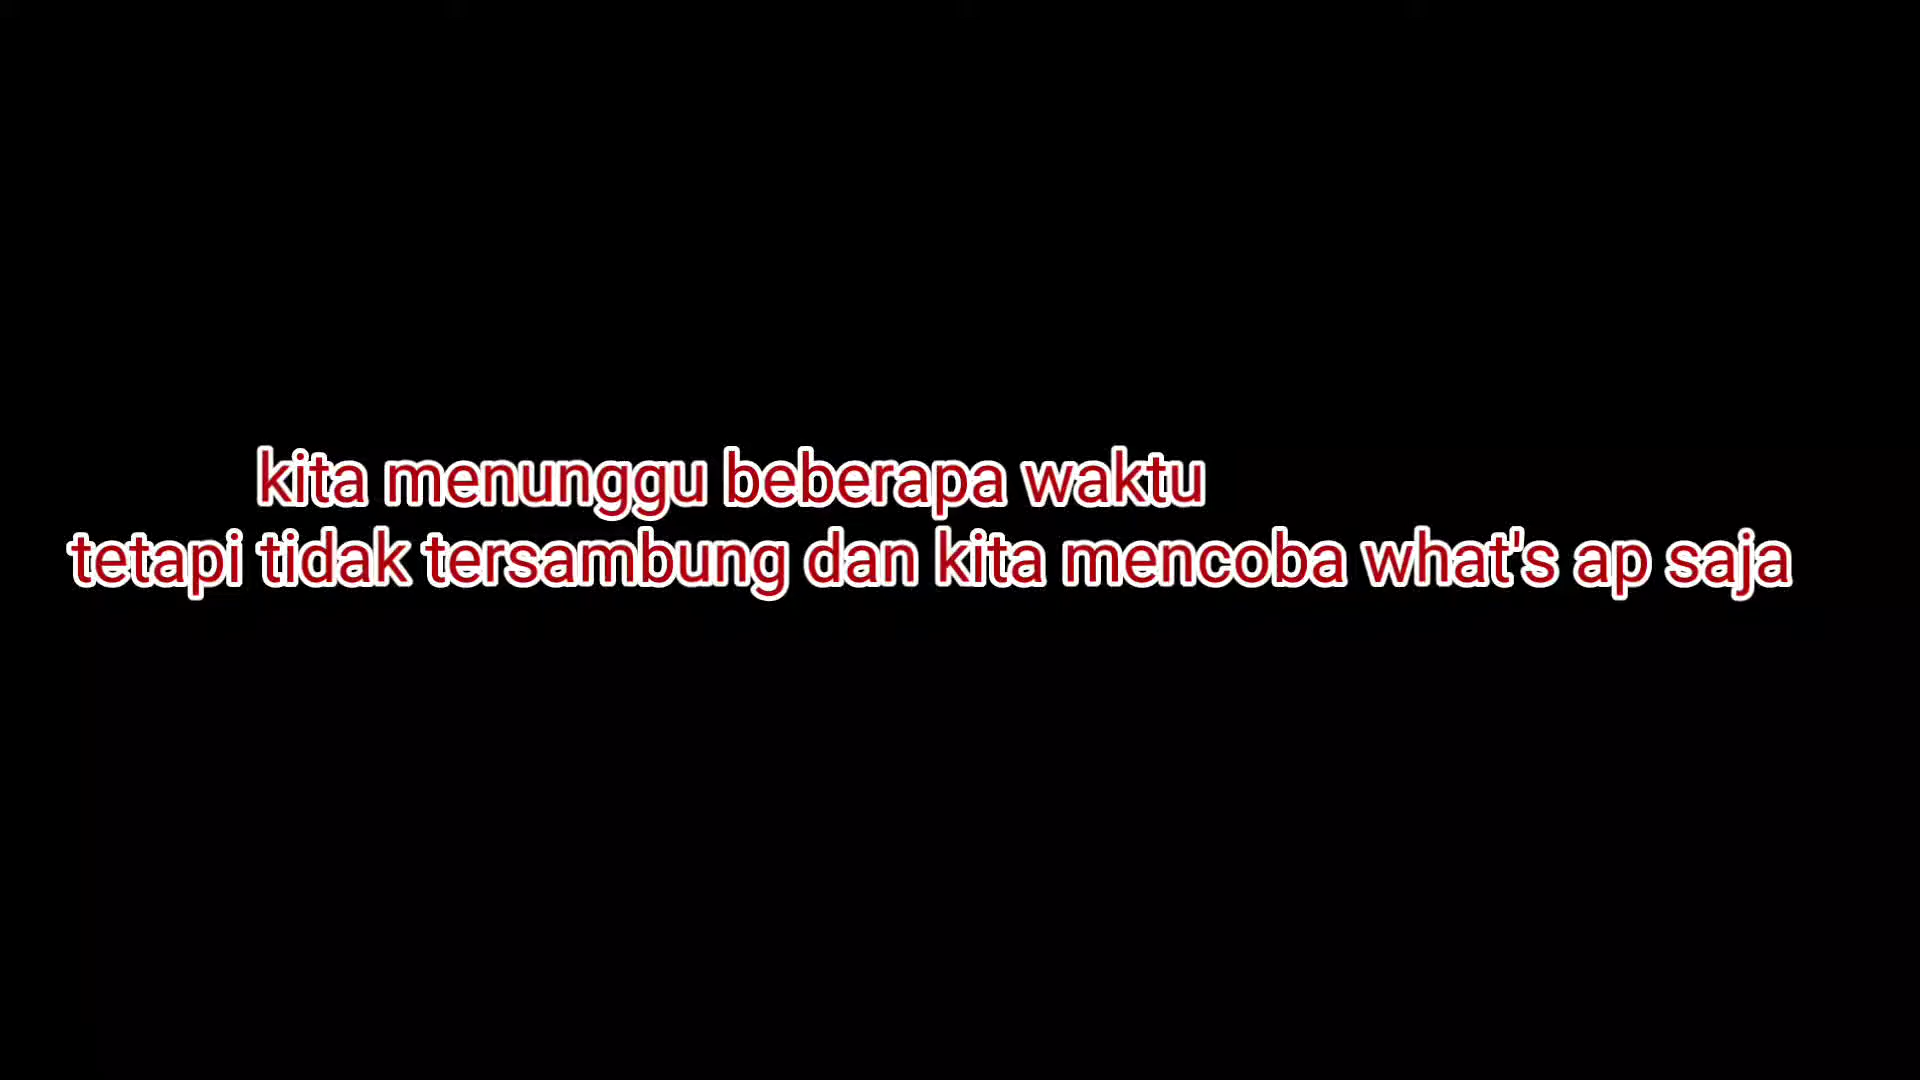 kita menunggu beberapa waktu
tetapi tidak tersambung dan kita mencoba what's ap saja